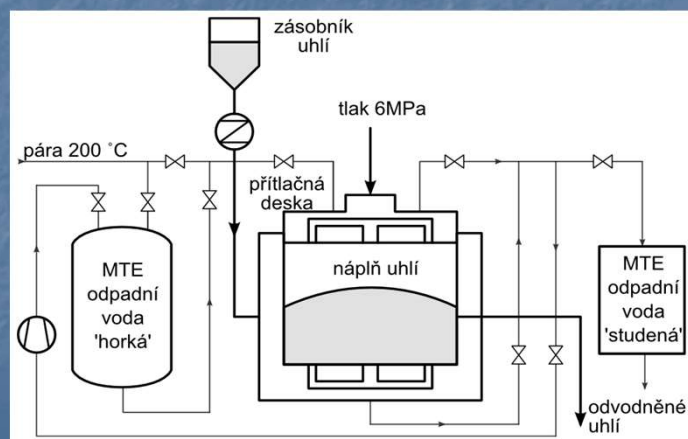 zásobník
uhlí
tlak 6MPa
pára 200 ˚C
přítlačná
deska
MTE
odpadní
voda
'horká'
náplň uhlí
MTE
odpadní
voda
'studená'
odvodněné
uhlí